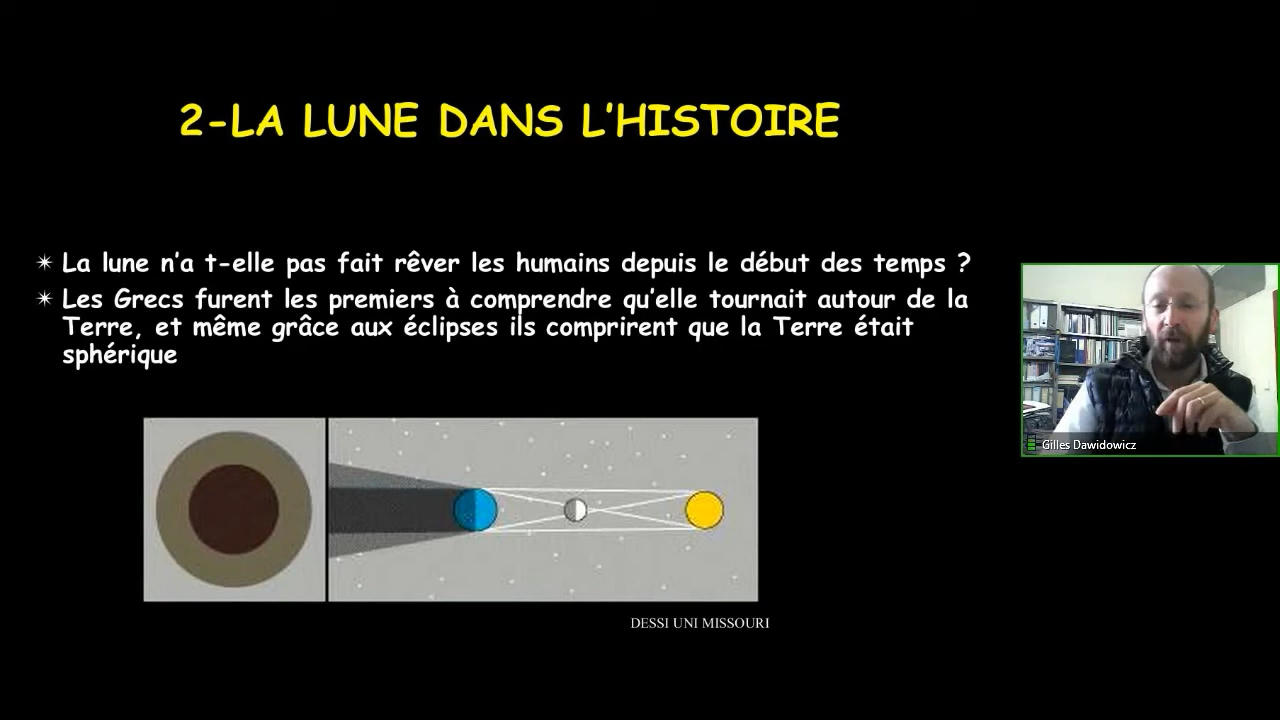 2-LA LUNE DANS L'HISTOIRE
✴ La lune n'a t-elle pas fait rêver les humains depuis le début des temps ?
✴ Les Grecs furent les premiers à comprendre qu'elle tournait autour de la
Terre, et même grâce aux éclipses ils comprirent que la Terre était
sphérique
Gilles Dawidowicz
DESSI UNI MISSOURI